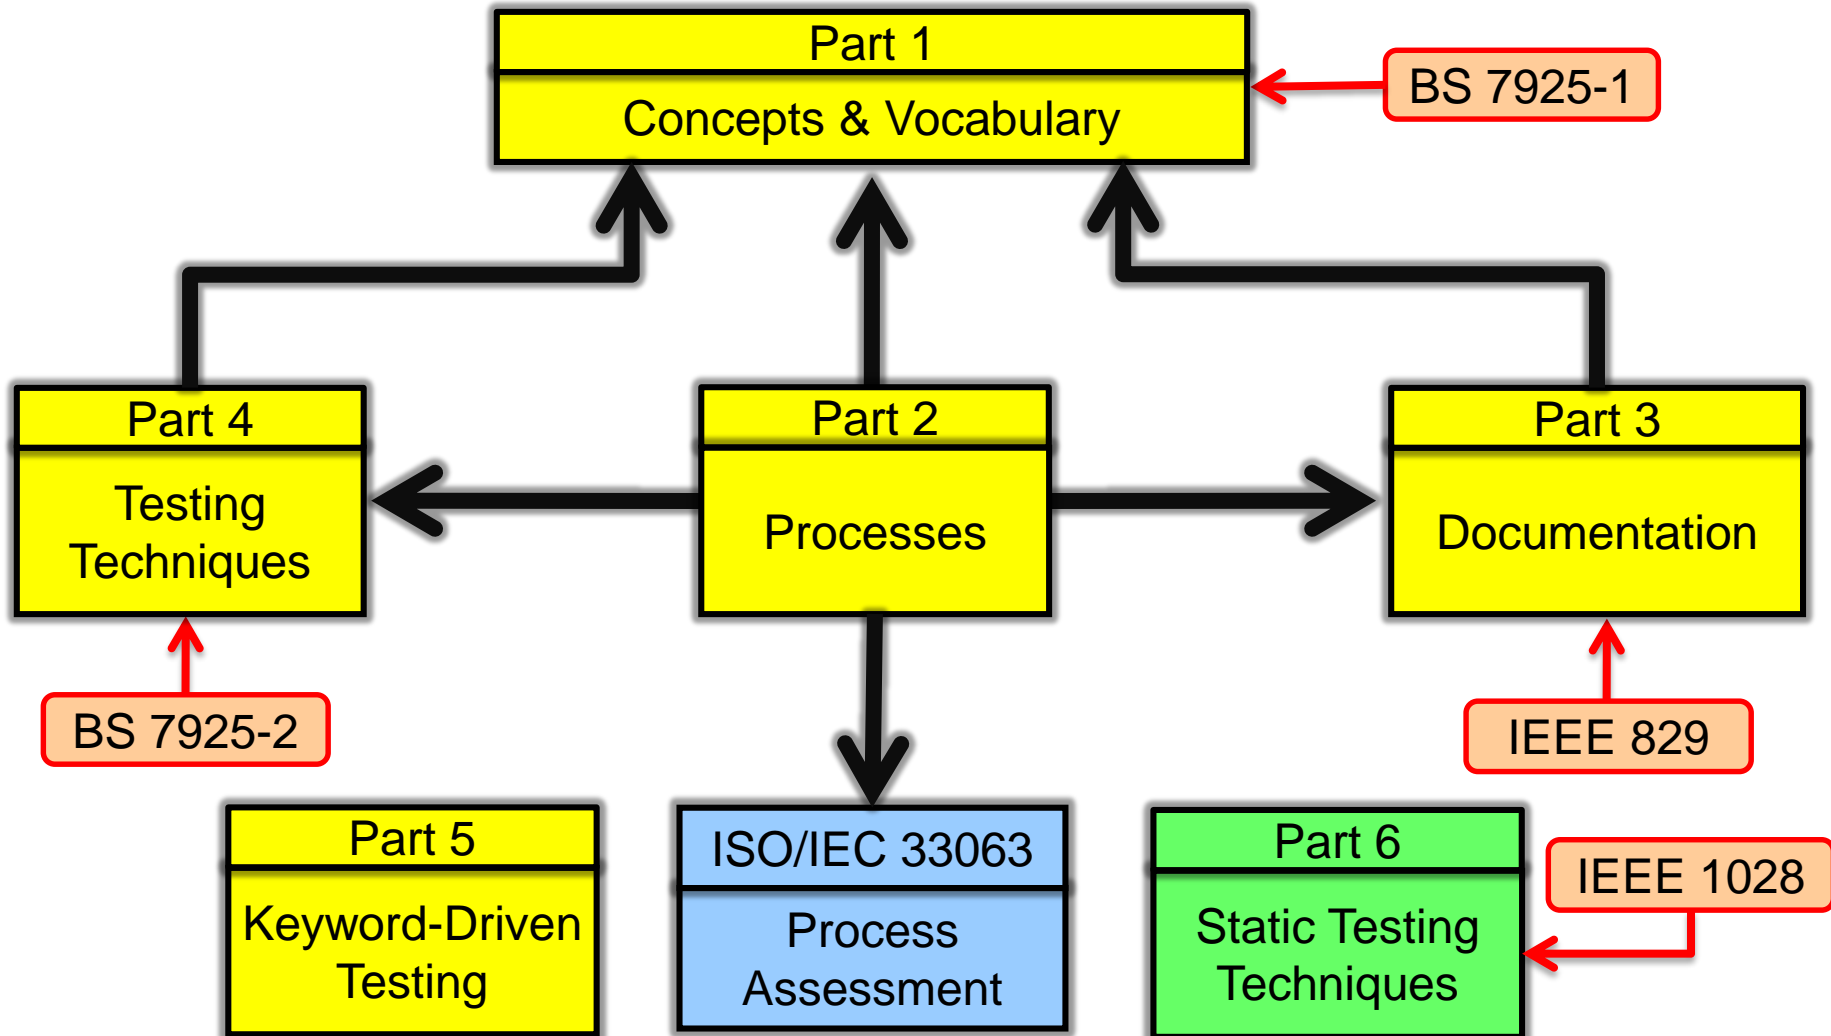 Part 1
Concepts & Vocabulary
BS 7925-1
Part 4
Testing
Techniques
Part 2
Processes
Part 3
Documentation
BS 7925-2
IEEE 829
Part 5
Keyword-Driven
Testing
ISO/IEC 33063
Process
Assessment
Part 6
Static Testing
Techniques
IEEE 1028